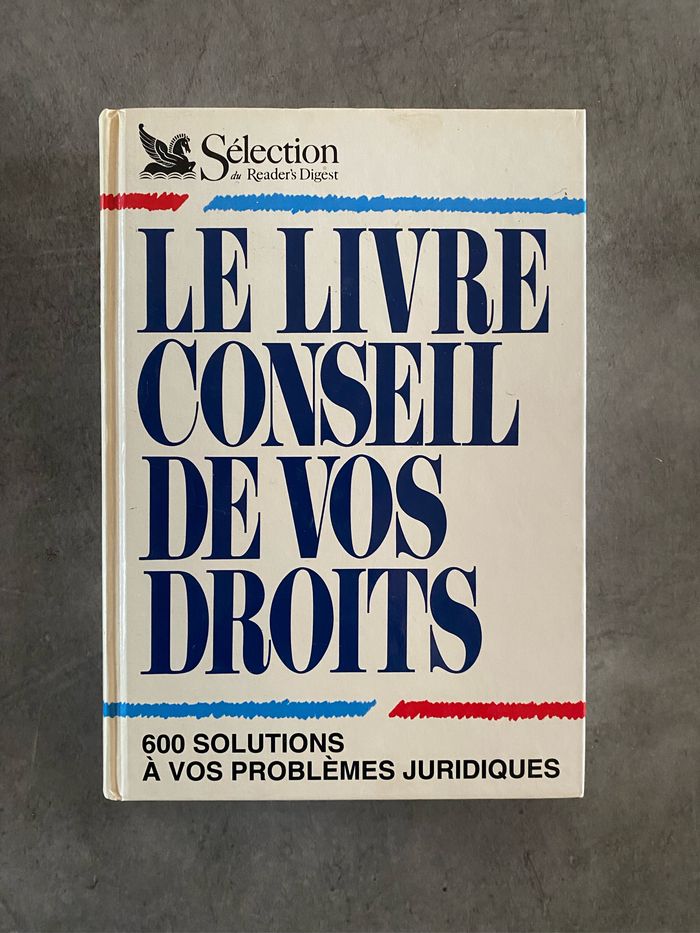 Sélection
du Reader's Digest
LE LIVRE
CONSEIL
DE VOS
DROITS
600 SOLUTIONS
À VOS PROBLÈMES JURIDIQUES